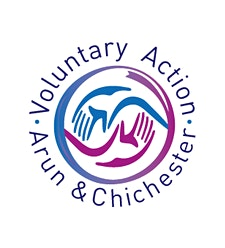 · Voluntary Action ·
Arun & Chichester